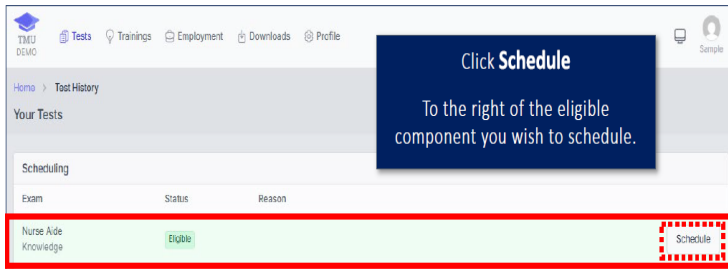 TMU
DEMO
Tests
Trainings
Employment
Downloads
Profile
Sample
Click Schedule
To the right of the eligible
component you wish to schedule.
Home > Test History
Your Tests
Scheduling
Exam Status Reason
Nurse Aide
Knowledge
Eligible
Schedule